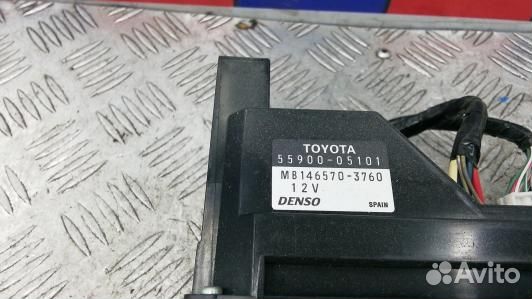 TOYOTA
55900-05101
MB146570-3760
12V
DENSO SPAIN
Avito